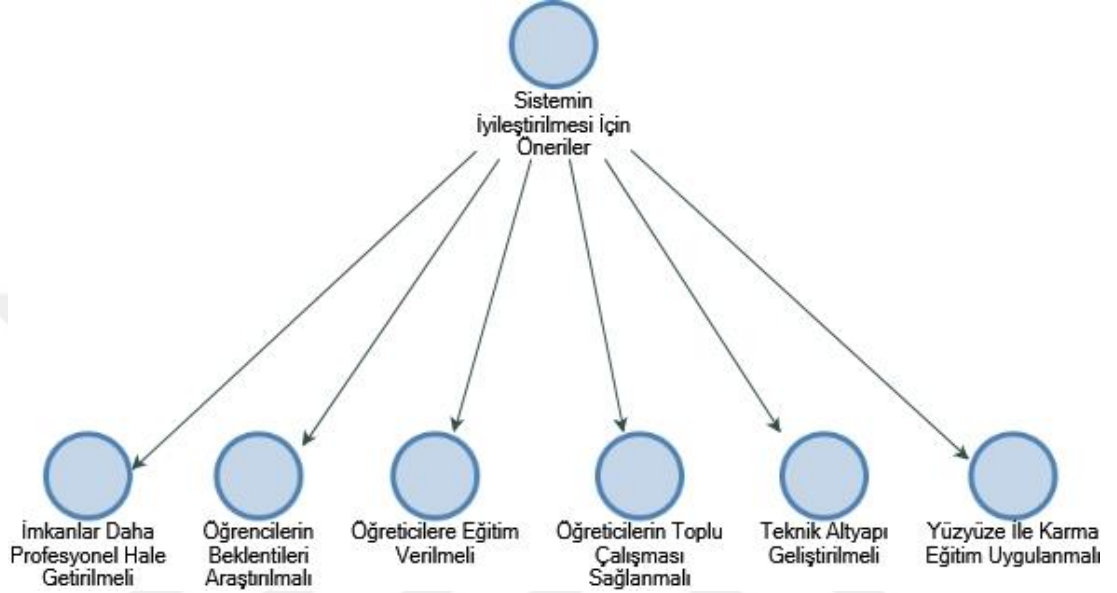 Sistemin
İyileştirilmesi İçin
Öneriler
İmkanlar Daha
Profesyonel Hale
Getirilmeli
Öğrencilerin
Beklentileri
Araştırılmalı
Öğreticilere Eğitim
Verilmeli
Öğreticilerin Toplu
Çalışması
Sağlanmalı
Teknik Altyapı
Geliştirilmeli
Yüzyüze İle Karma
Eğitim Uygulanmalı